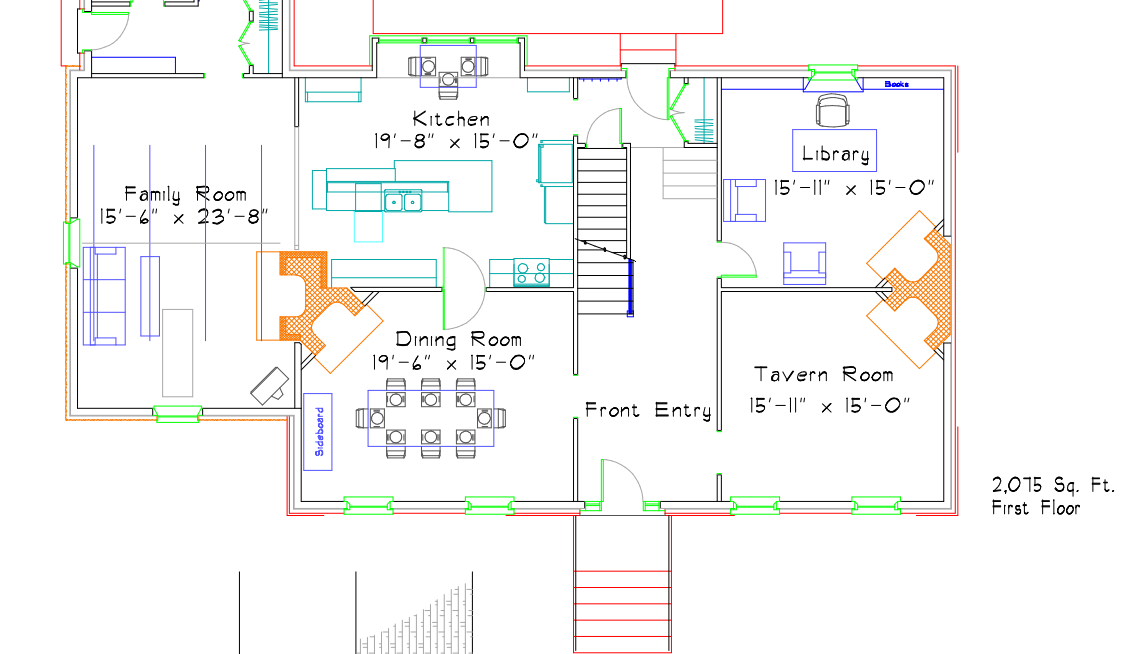 Books
Kitchen
19'-8" x 15'-0"
Library
15'-11" x 15'-0"
Family Room
15'-6" x 23'-8"
Dining Room
19'-6" x 15'-0"
Tavern Room
15'-11" x 15'-0"
Front Entry
Sideboard
2,075 Sq. Ft.
First Floor